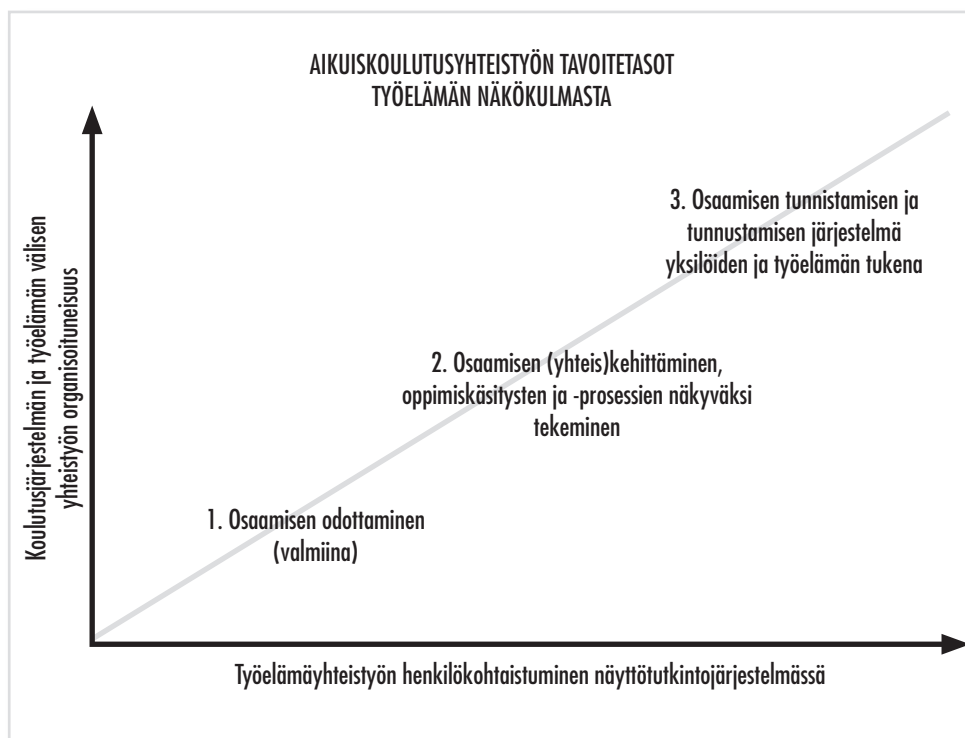 AIKUISKOULUTUSYHTEISTYÖN TAVOITETASOT
TYÖELÄMÄN NÄKÖKULMASTA
Koulutusjärjestelmän ja työelämän välisen
yhteistyön organisoituneisuus
3. Osaamisen tunnistamisen ja
tunnustamisen järjestelmä
yksilöiden ja työelämän tukena
2. Osaamisen (yhteis)kehittäminen,
oppimiskäsitysten ja -prosessien näkyväksi
tekeminen
1. Osaamisen odottaminen
(valmiina)
Työelämäyhteistyön henkilökohtaistuminen näyttötutkintojärjestelmässä